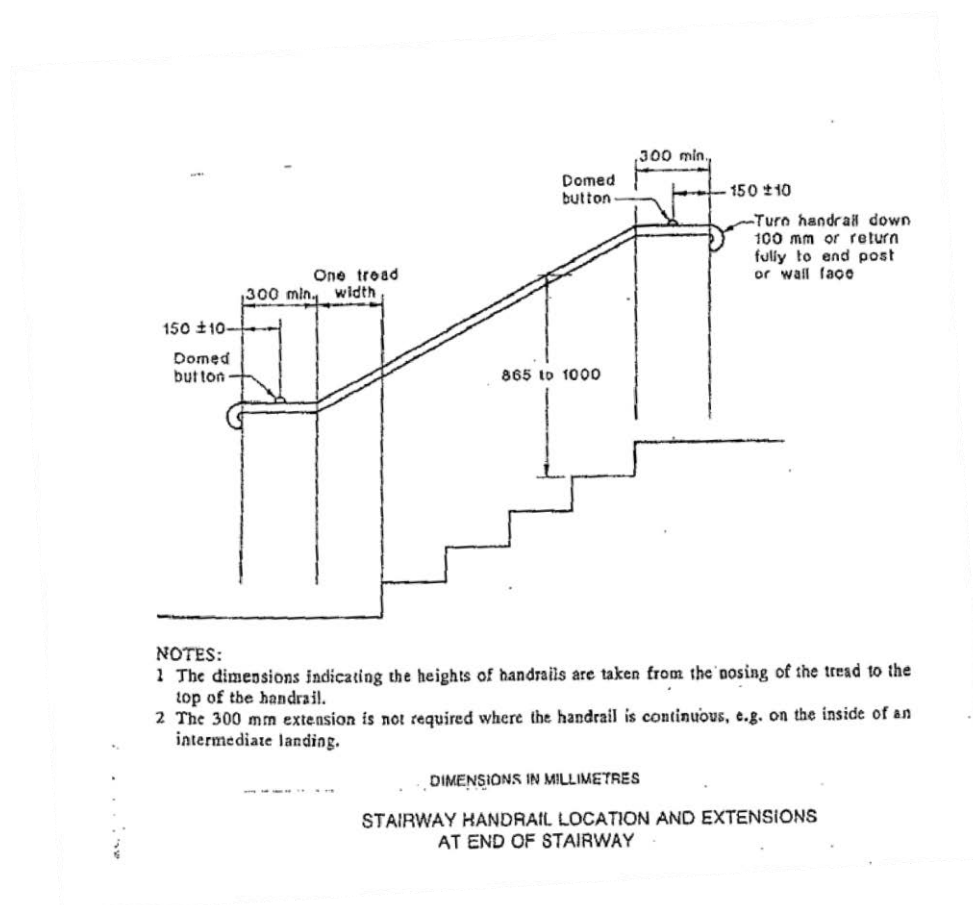 300 min.
Domed
button
150 ±10
Turn handrail down
100 mm or return
fully to end post
or wall face
One tread
width
300 min.
150 ±10
Domed
button
865 to 1000
NOTES:
1 The dimensions indicating the heights of handrails are taken from the nosing of the tread to the
top of the handrail.
2 The 300 mm extension is not required where the handrail is continuous, e.g. on the inside of an
intermediate landing.
DIMENSIONS IN MILLIMETRES
STAIRWAY HANDRAIL LOCATION AND EXTENSIONS
AT END OF STAIRWAY